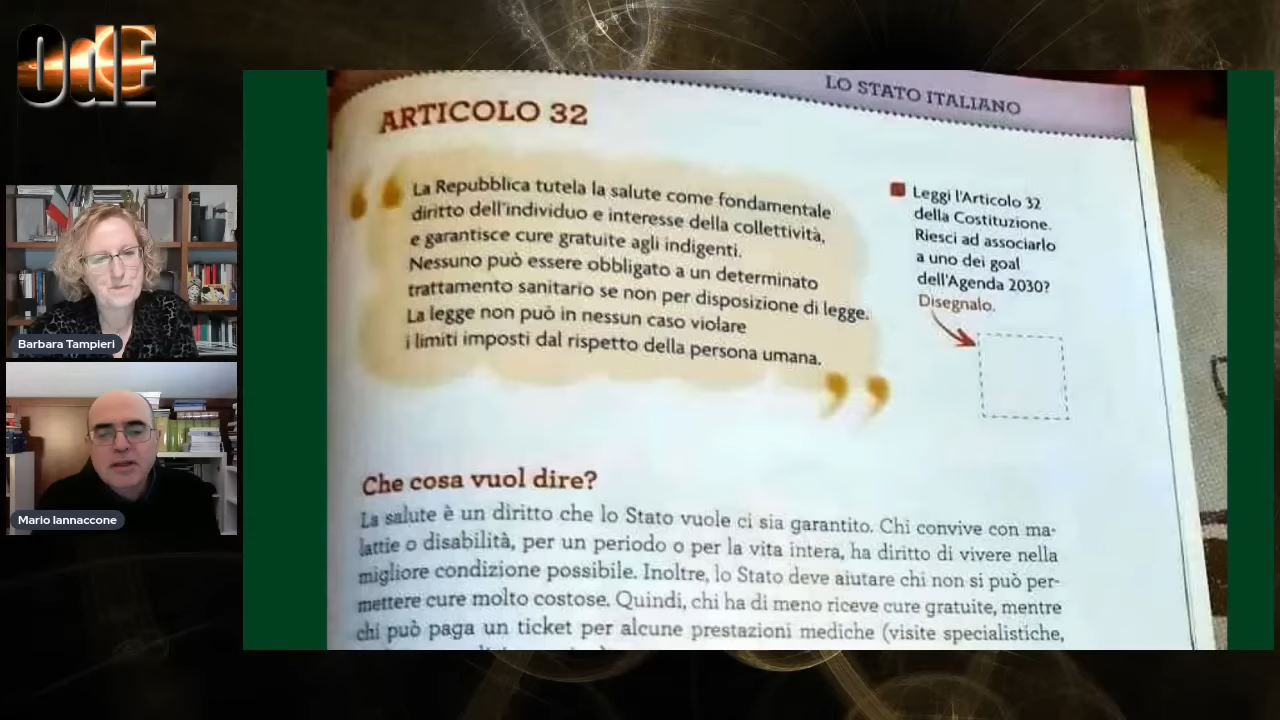 OdE
Barbara Tampieri
Mario Iannaccone
LO STATO ITALIANO
ARTICOLO 32
“
La Repubblica tutela la salute come fondamentale
diritto dell'individuo e interesse della collettività,
e garantisce cure gratuite agli indigenti.
Nessuno può essere obbligato a un determinato
trattamento sanitario se non per disposizione di legge.
La legge non può in nessun caso violare
i limiti imposti dal rispetto della persona umana.
”
Leggi l'Articolo 32
della Costituzione.
Riesci ad associarlo
a uno dei goal
dell'Agenda 2030?
Disegnalo.
Che cosa vuol dire?
La salute è un diritto che lo Stato vuole ci sia garantito. Chi convive con ma-
lattie o disabilità, per un periodo o per la vita intera, ha diritto di vivere nella
migliore condizione possibile. Inoltre, lo Stato deve aiutare chi non si può per-
mettere cure molto costose. Quindi, chi ha di meno riceve cure gratuite, mentre
chi può paga un ticket per alcune prestazioni mediche (visite specialistiche,